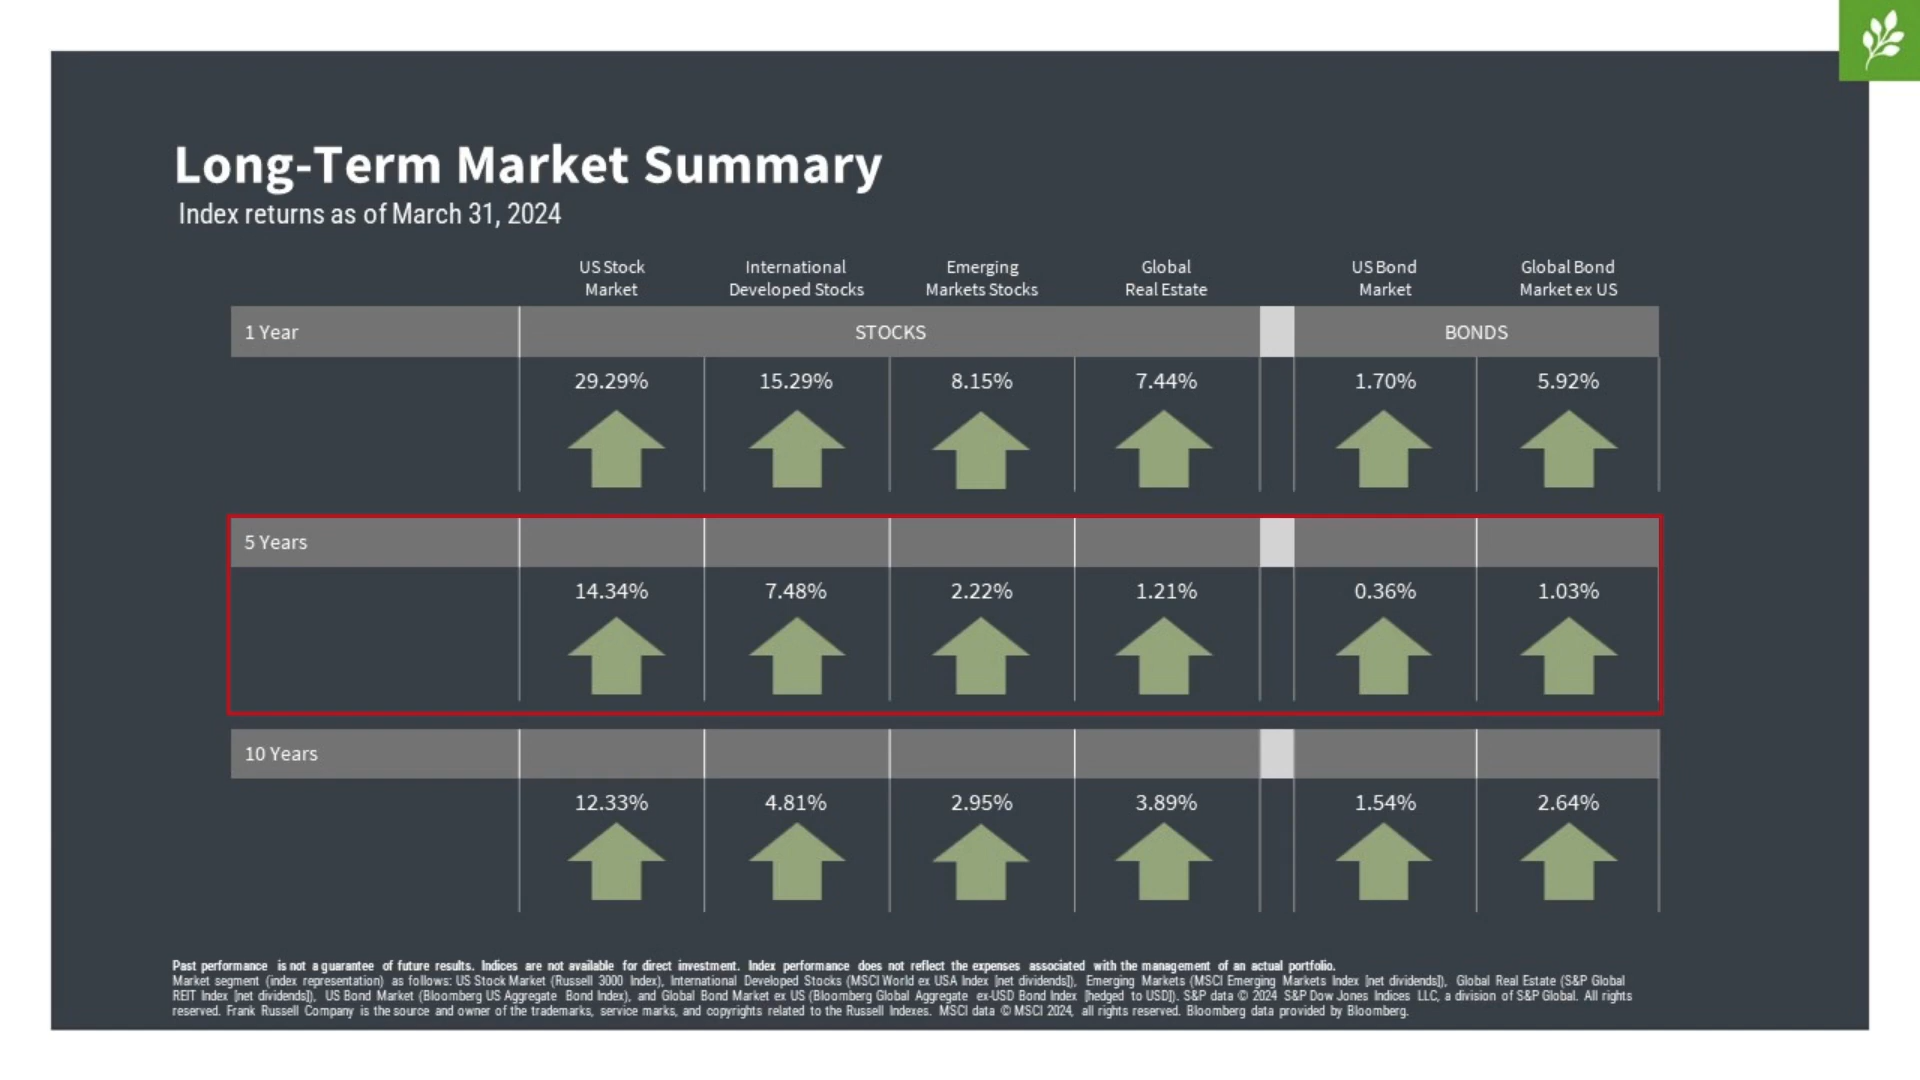 Long-Term Market Summary
Index returns as of March 31, 2024
US Stock
Market
International
Developed Stocks
Emerging
Markets Stocks
Global
Real Estate
US Bond
Market
Global Bond
Market ex US
1 Year
STOCKS
BONDS
29.29%
15.29%
8.15%
7.44%
1.70%
5.92%
5 Years
14.34%
7.48%
2.22%
1.21%
0.36%
1.03%
10 Years
12.33%
4.81%
2.95%
3.89%
1.54%
2.64%
Past performance is not a guarantee of future results. Indices are not available for direct investment. Index performance does not reflect the expenses associated with the management of an actual portfolio.
Market segment (index representation) as follows: US Stock Market (Russell 3000 Index), International Developed Stocks (MSCI World ex USA Index [net dividends]), Emerging Markets (MSCI Emerging Markets Index [net dividends]), Global Real Estate (S&P Global
REIT Index [net dividends]), US Bond Market (Bloomberg US Aggregate Bond Index), and Global Bond Market ex US (Bloomberg Global Aggregate ex-USD Bond Index [hedged to USD]). S&P data © 2024 S&P Dow Jones Indices LLC, a division of S&P Global. All rights
reserved. Frank Russell Company is the source and owner of the trademarks, service marks, and copyrights related to the Russell Indexes. MSCI data © MSCI 2024, all rights reserved. Bloomberg data provided by Bloomberg.